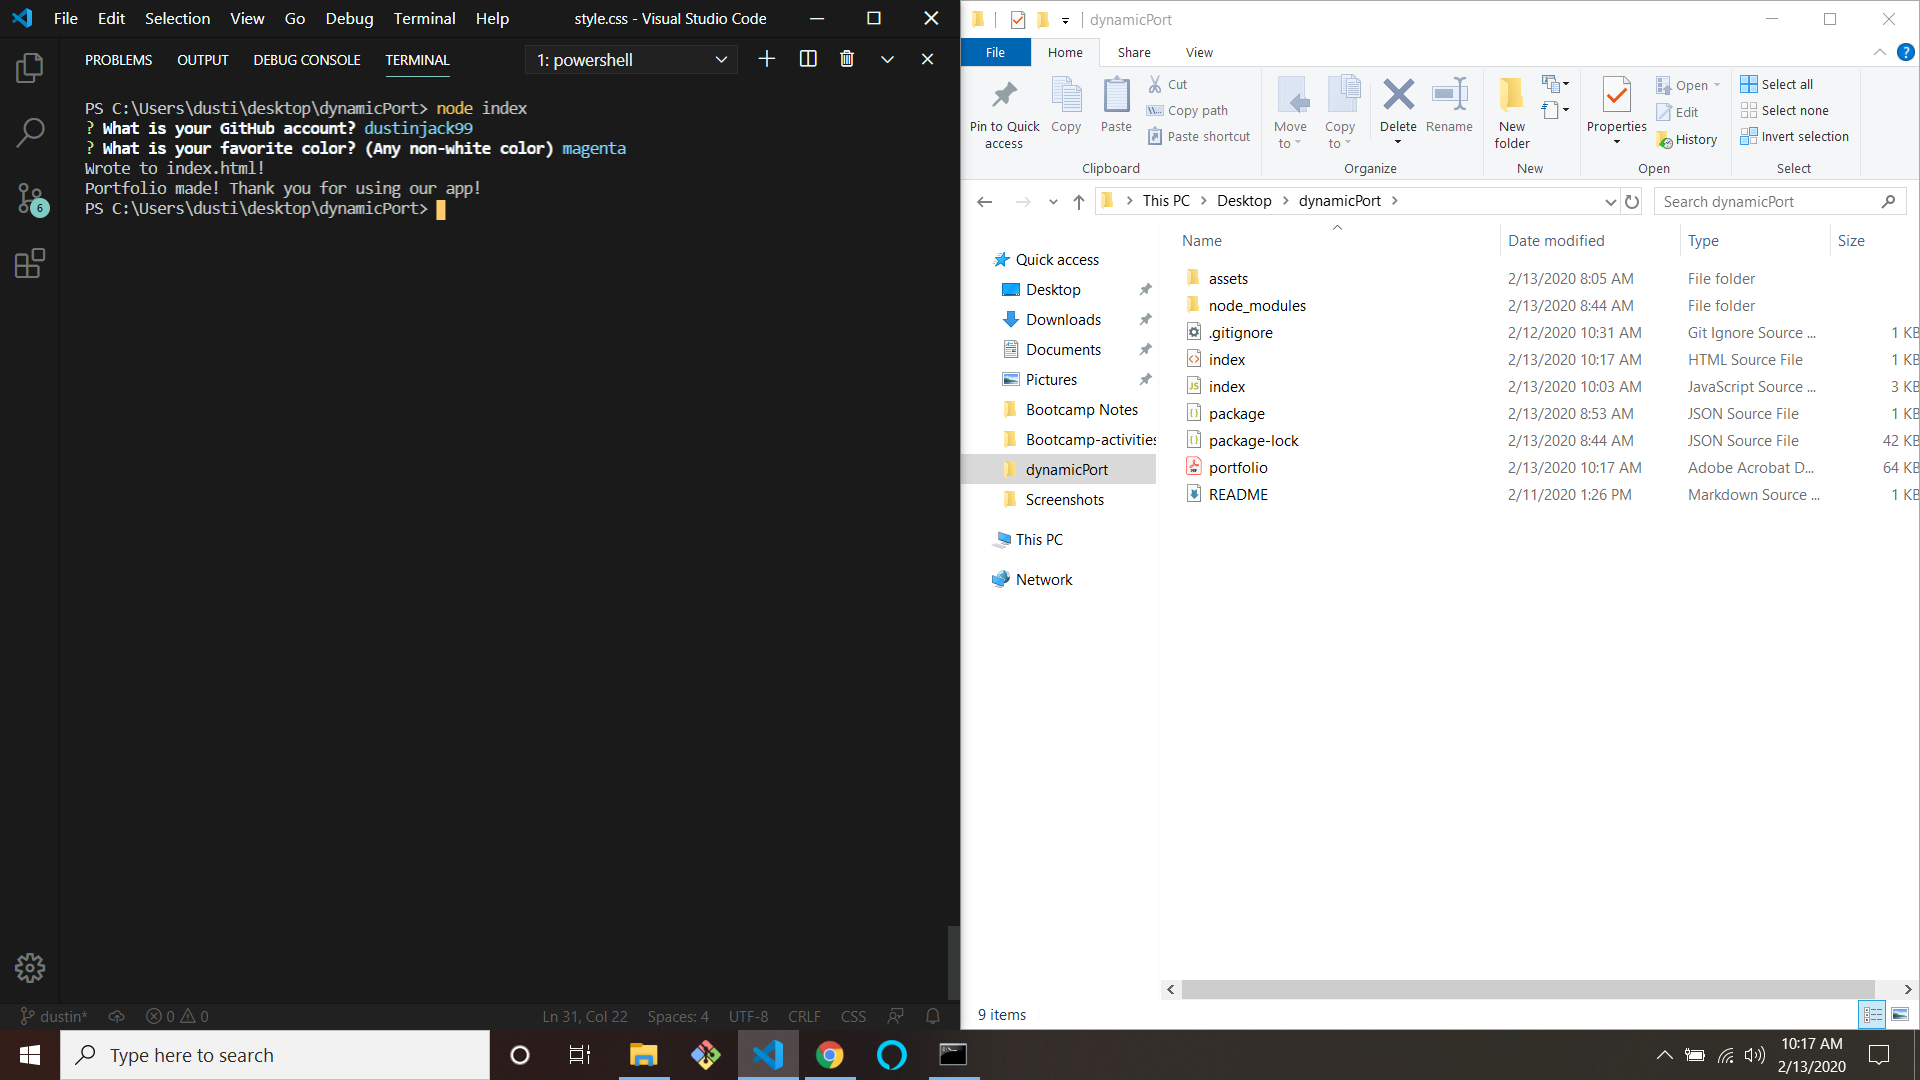 File Edit Selection View Go Debug Terminal Help style.css - Visual Studio Code
PROBLEMS OUTPUT DEBUG CONSOLE TERMINAL 1: powershell
PS C:\Users\dusti\desktop\dynamicPort> node index
? What is your GitHub account? dustinjack99
? What is your favorite color? (Any non-white color) magenta
Wrote to index.html!
Portfolio made! Thank you for using our app!
PS C:\Users\dusti\desktop\dynamicPort>
6
dustin* 0 0 Ln 31, Col 22 Spaces: 4 UTF-8 CRLF CSS
dynamicPort
File Home Share View
Pin to Quick access
Copy
Paste
Cut
Copy path
Paste shortcut
Clipboard
Move to
Copy to
Delete
Rename
Organize
New folder
New
Properties
Open
Edit
History
Open
Select all
Select none
Invert selection
Select
This PC > Desktop > dynamicPort >
Search dynamicPort
Quick access
Desktop
Downloads
Documents
Pictures
Bootcamp Notes
Bootcamp-activities
dynamicPort
Screenshots
This PC
Network
Name Date modified Type Size
assets 2/13/2020 8:05 AM File folder
node_modules 2/13/2020 8:44 AM File folder
.gitignore 2/12/2020 10:31 AM Git Ignore Source ... 1 KB
index 2/13/2020 10:17 AM HTML Source File 1 KB
index 2/13/2020 10:03 AM JavaScript Source ... 3 KB
package 2/13/2020 8:53 AM JSON Source File 1 KB
package-lock 2/13/2020 8:44 AM JSON Source File 42 KB
portfolio 2/13/2020 10:17 AM Adobe Acrobat D... 64 KB
README 2/11/2020 1:26 PM Markdown Source ... 1 KB
9 items
Type here to search
10:17 AM
2/13/2020